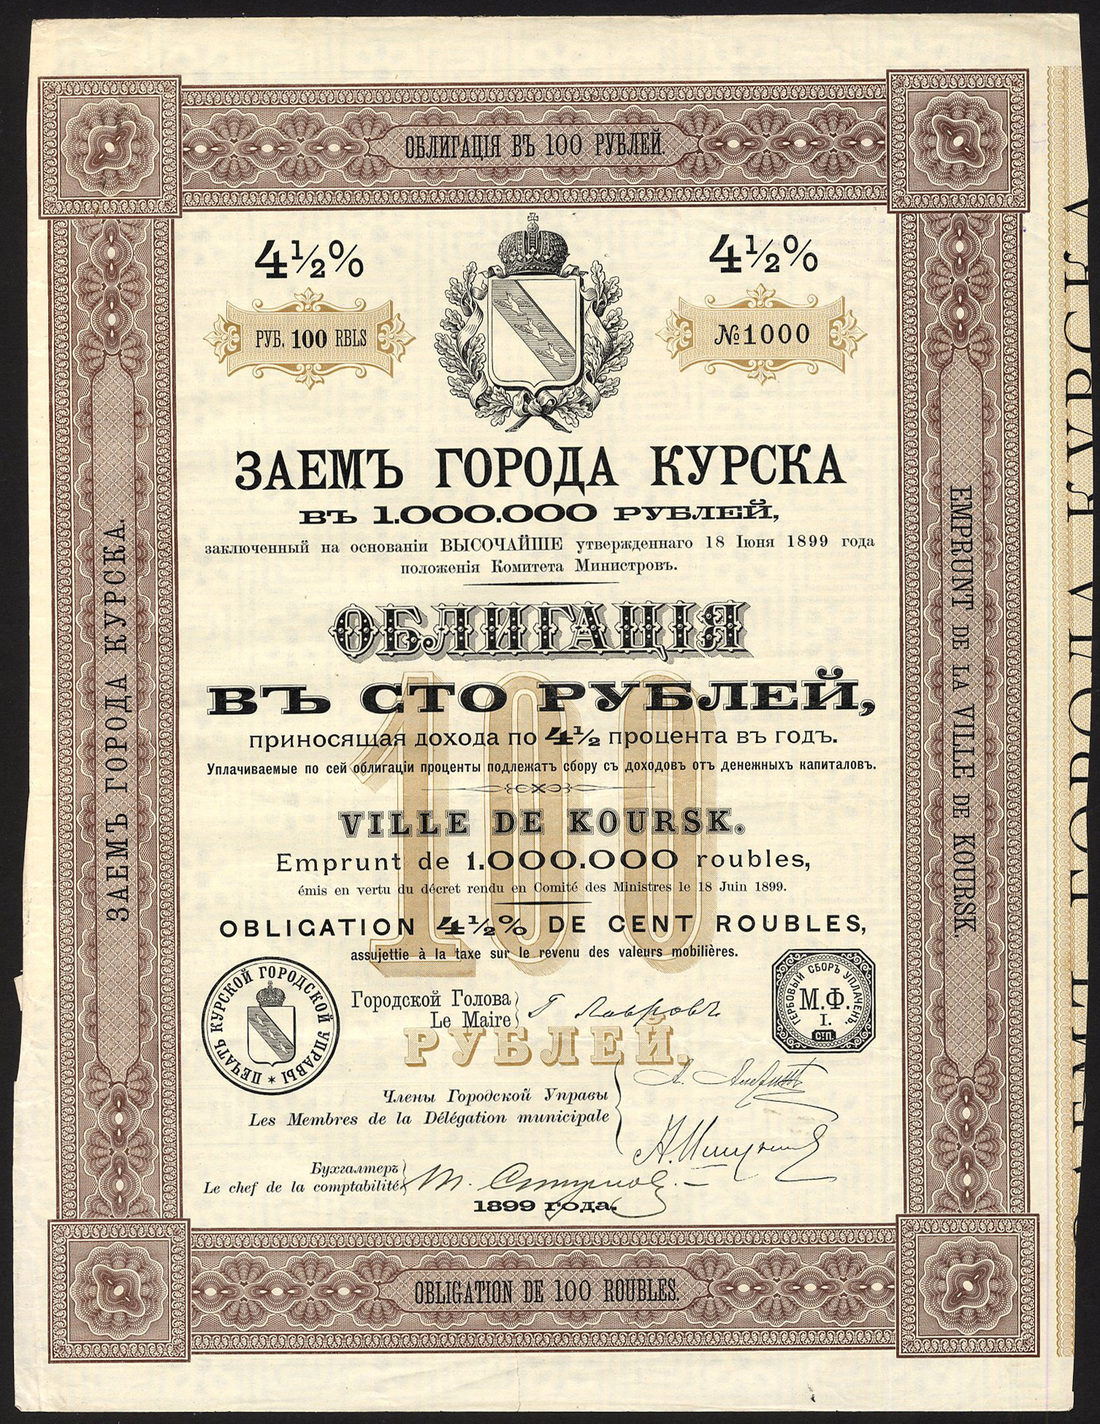 ОБЛИГАЦІЯ ВЪ 100 РУБЛЕЙ.
4½%
4½%
РУБ. 100 RBLS
№1000
ЗАЕМЪ ГОРОДА КУРСКА
ВЪ 1.000.000 РУБЛЕЙ,
заключенный на основаніи ВЫСОЧАЙШЕ утвержденнаго 18 Іюня 1899 года
положенія Комитета Министровъ.
ОБЛИГАЦІЯ
ВЪ СТО РУБЛЕЙ,
приносящая дохода по 4½ процента въ годъ.
Уплачиваемые по сей облигаціи проценты подлежатъ сбору съ доходовъ отъ денежныхъ капиталовъ.
100
VILLE DE KOURSK.
Emprunt de 1.000.000 roubles,
émis en vertu du décret rendu en Comité des Ministres le 18 Juin 1899.
OBLIGATION 4½% DE CENT ROUBLES,
assujettie à la taxe sur le revenu des valeurs mobilières.
ПЕЧАТЬ КУРСКОЙ ГОРОДСКОЙ УПРАВЫ
ГЕРБОВЫЙ СБОРЪ УПЛАЧЕНЪ.
М.Ф.
I.
Городской Голова
Le Maire
РУБЛЕЙ.
Члены Городской Управы
Les Membres de la Délégation municipale
Бухгалтеръ
Le chef de la comptabilité
1899 года.
OBLIGATION DE 100 ROUBLES.
ЗАЕМЪ ГОРОДА КУРСКА.
EMPRUNT DE LA VILLE DE KOURSK